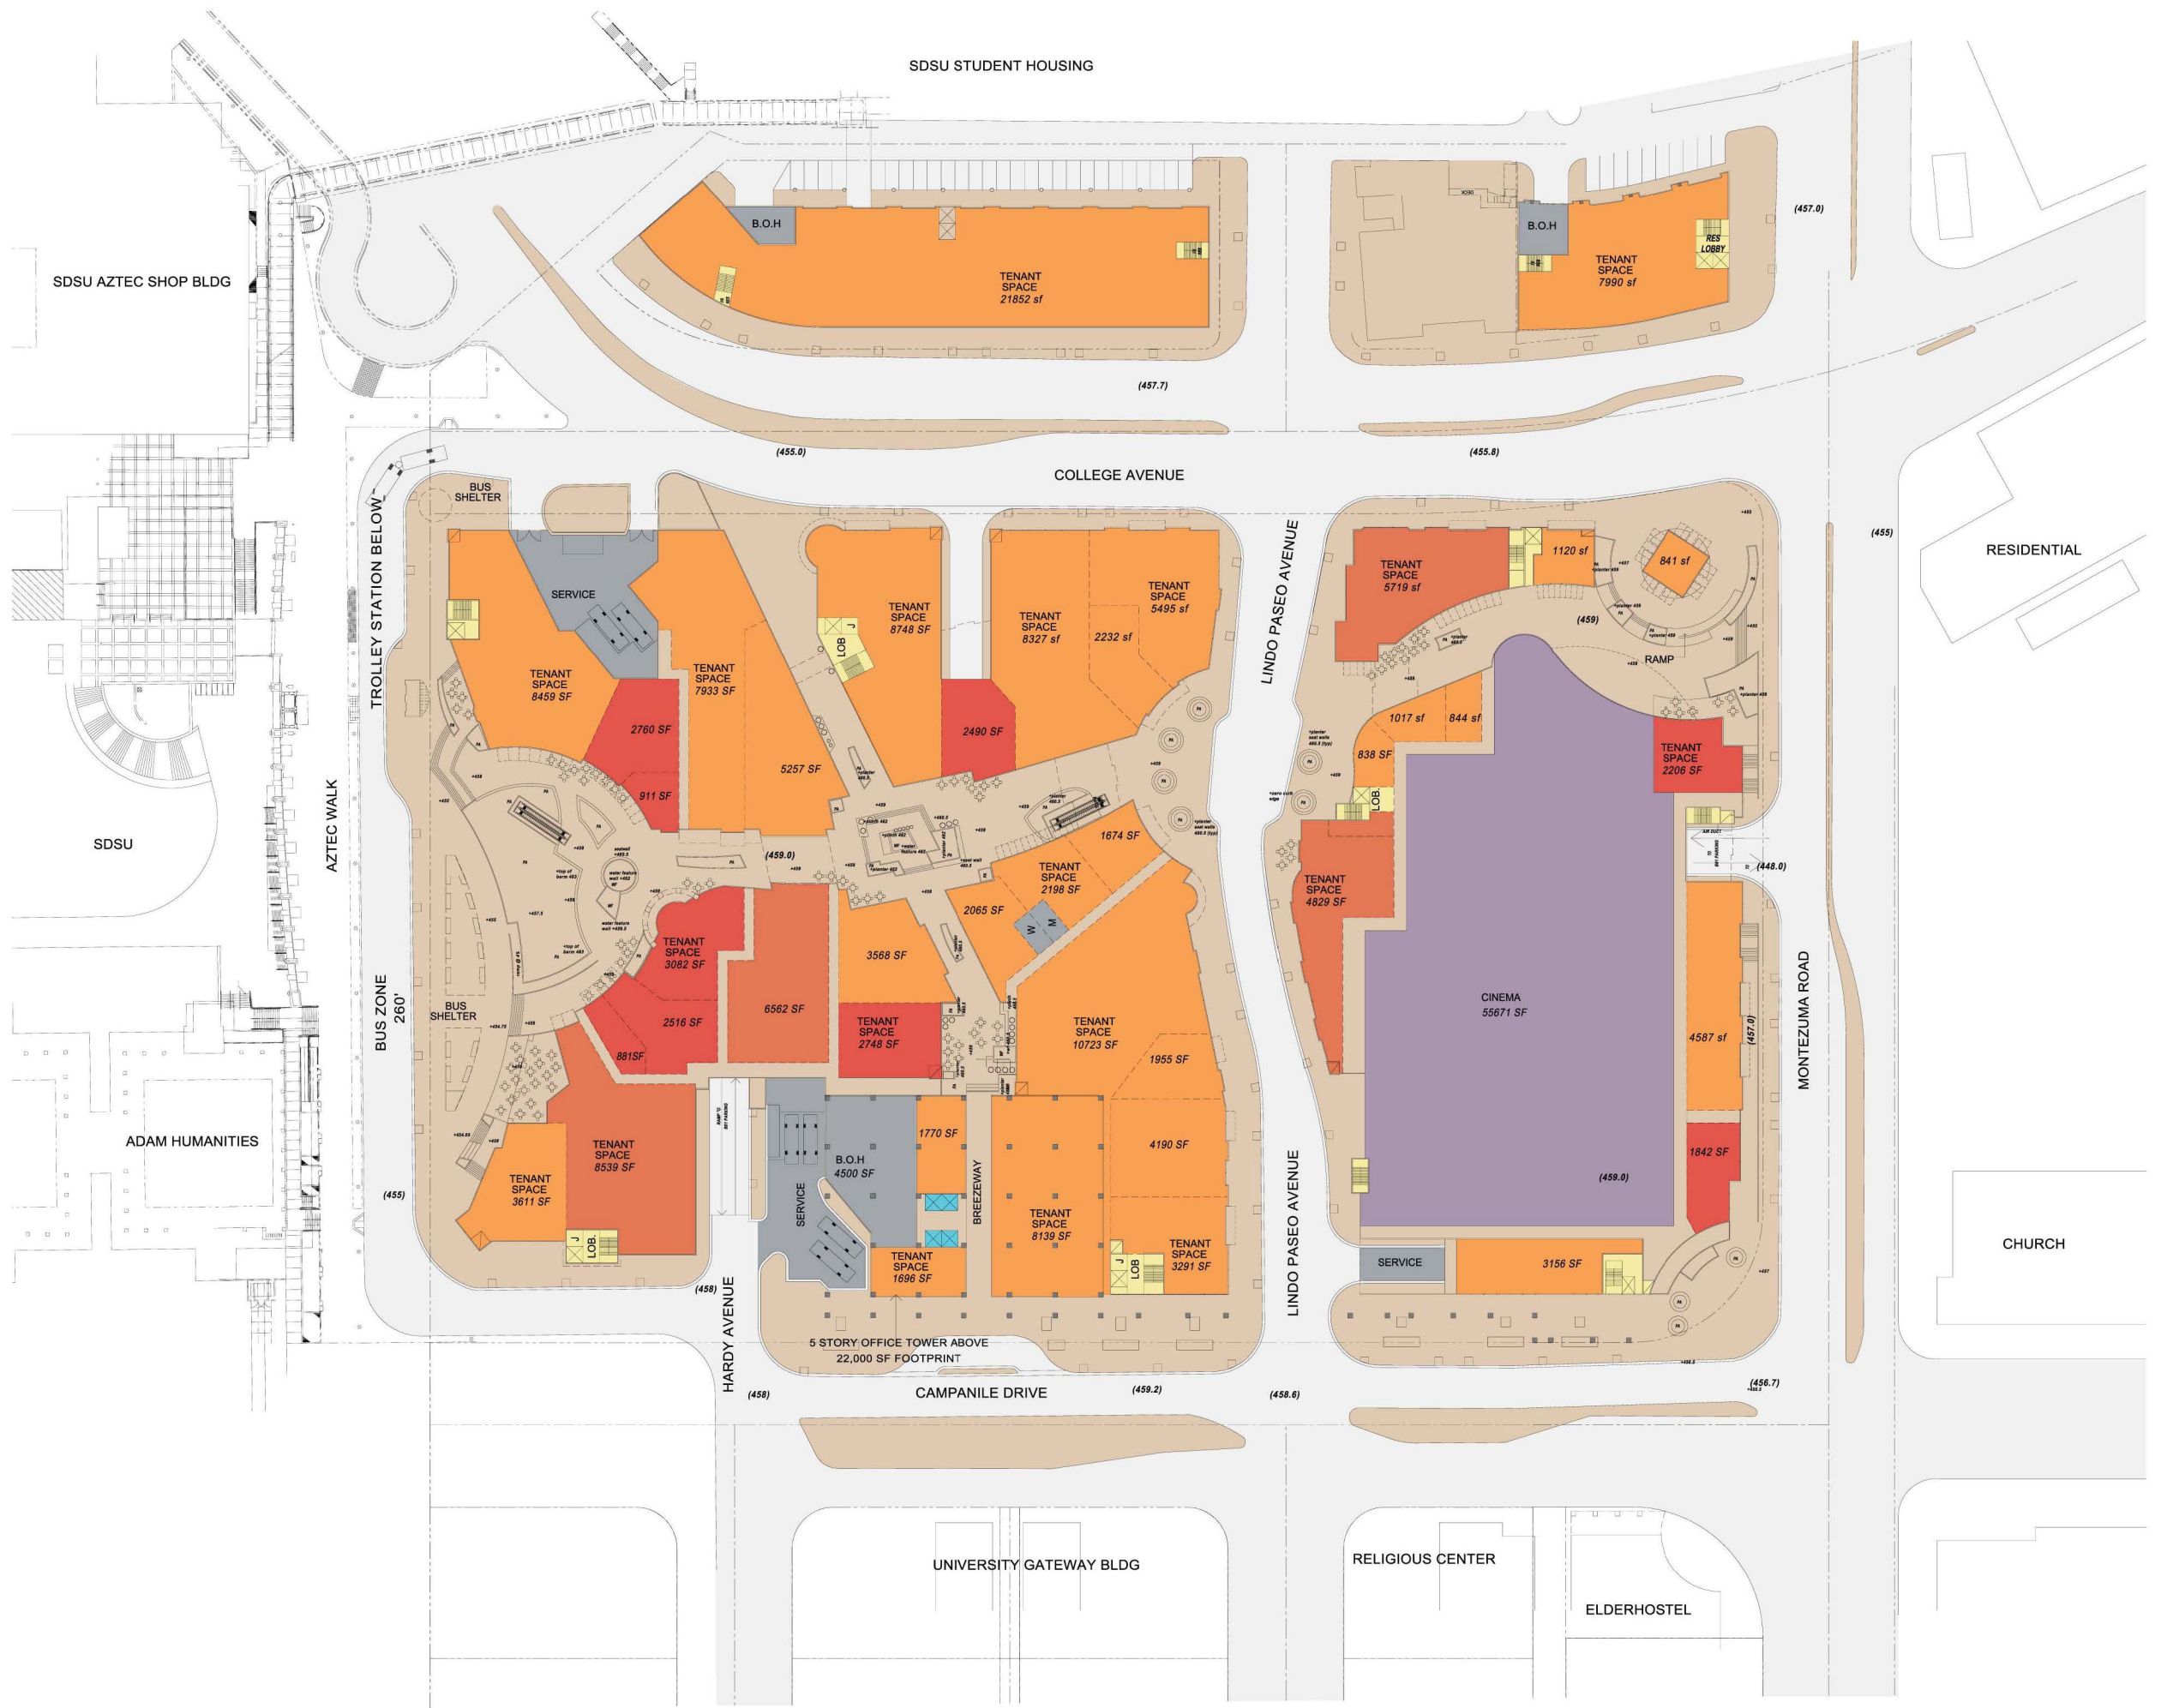 SDSU STUDENT HOUSING
SDSU AZTEC SHOP BLDG
B.O.H
TENANT
SPACE
21852 sf
B.O.H
RES
LOBBY
TENANT
SPACE
7990 sf
(457.0)
(457.7)
(455.0)
(455.8)
COLLEGE AVENUE
BUS
SHELTER
TROLLEY STATION BELOW
SERVICE
TENANT
SPACE
8459 SF
2760 SF
911 SF
TENANT
SPACE
7933 SF
5257 SF
TENANT
SPACE
8748 SF
LOB
J
2490 SF
TENANT
SPACE
8327 sf
2232 sf
TENANT
SPACE
5495 sf
LINDO PASEO AVENUE
TENANT
SPACE
5719 sf
1120 sf
841 sf
(459)
RAMP
(455)
RESIDENTIAL
1017 sf
844 sf
838 SF
LOB.
TENANT
SPACE
2206 SF
(448.0)
AZTEC WALK
SDSU
(459.0)
1674 SF
TENANT
SPACE
2198 SF
2065 SF
W
M
TENANT
SPACE
4829 SF
TENANT
SPACE
3082 SF
2516 SF
881SF
6562 SF
3568 SF
TENANT
SPACE
2748 SF
TENANT
SPACE
10723 SF
1955 SF
CINEMA
55671 SF
(459.0)
4587 sf
(457.0)
MONTEZUMA ROAD
BUS ZONE
260'
BUS
SHELTER
ADAM HUMANITIES
(455)
TENANT
SPACE
8539 SF
TENANT
SPACE
3611 SF
J
LOB.
RAMP TO
B01 PARKING
SERVICE
B.O.H
4500 SF
1770 SF
BREEZEWAY
TENANT
SPACE
1696 SF
TENANT
SPACE
8139 SF
4190 SF
TENANT
SPACE
3291 SF
J
LOB
LINDO PASEO AVENUE
1842 SF
SERVICE
3156 SF
CHURCH
(458)
HARDY AVENUE
5 STORY OFFICE TOWER ABOVE
22,000 SF FOOTPRINT
CAMPANILE DRIVE
(458)
(459.2)
(458.6)
(456.7)
UNIVERSITY GATEWAY BLDG
RELIGIOUS CENTER
ELDERHOSTEL